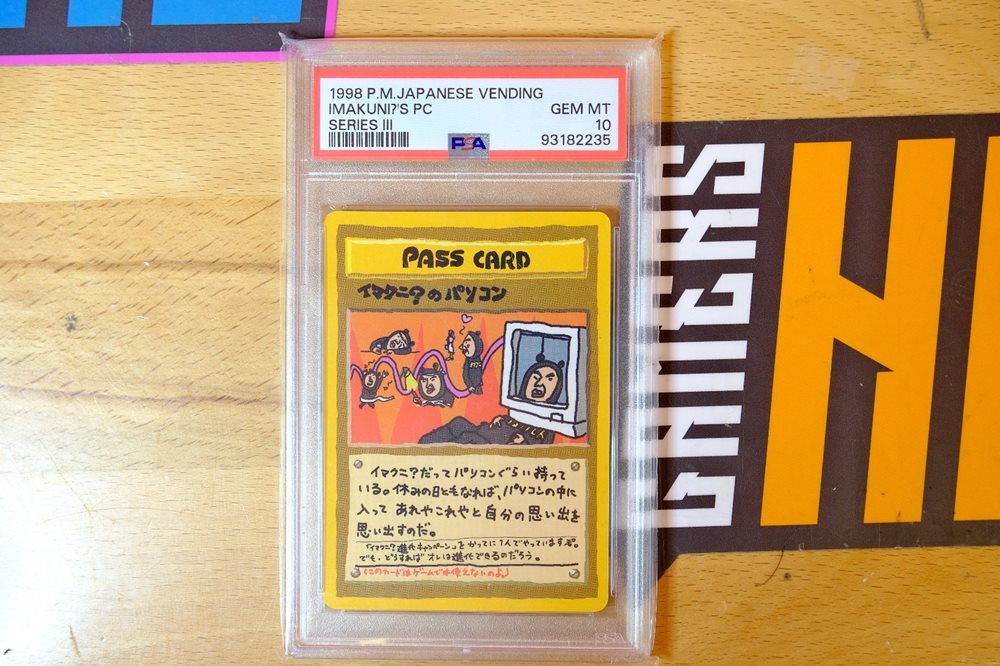 1998 P.M.JAPANESE VENDING
IMAKUNI?'S PC GEM MT
SERIES III 10
PSA 93182235
PASS CARD
イマクニ?のパソコン
イマクニ?だってパソコンぐらい持って
いる。休みの日ともなれば、パソコンの中に
入って あれやこれやと自分の思い出を
思い出すのだ。
「イマクニ?進化キャンペーン」をかってに1人でやっていますぞ。
でも、どうすれば オレは進化できるのだろう。
(このカードはゲームでは使えないのよ。)
GAMERS